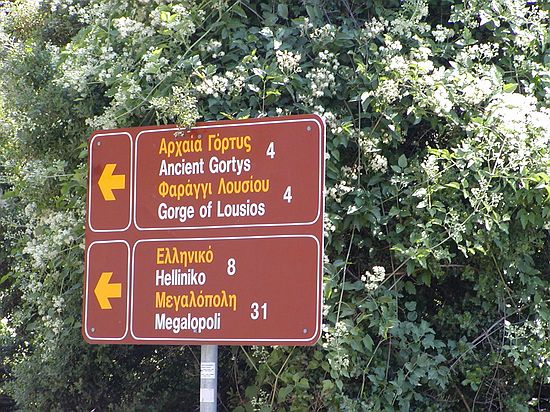 Αρχαία Γόρτυς 4
Ancient Gortys
Φαράγγι Λουσίου 4
Gorge of Lousios
Ελληνικό 8
Helliniko
Μεγαλόπολη 31
Megalopoli